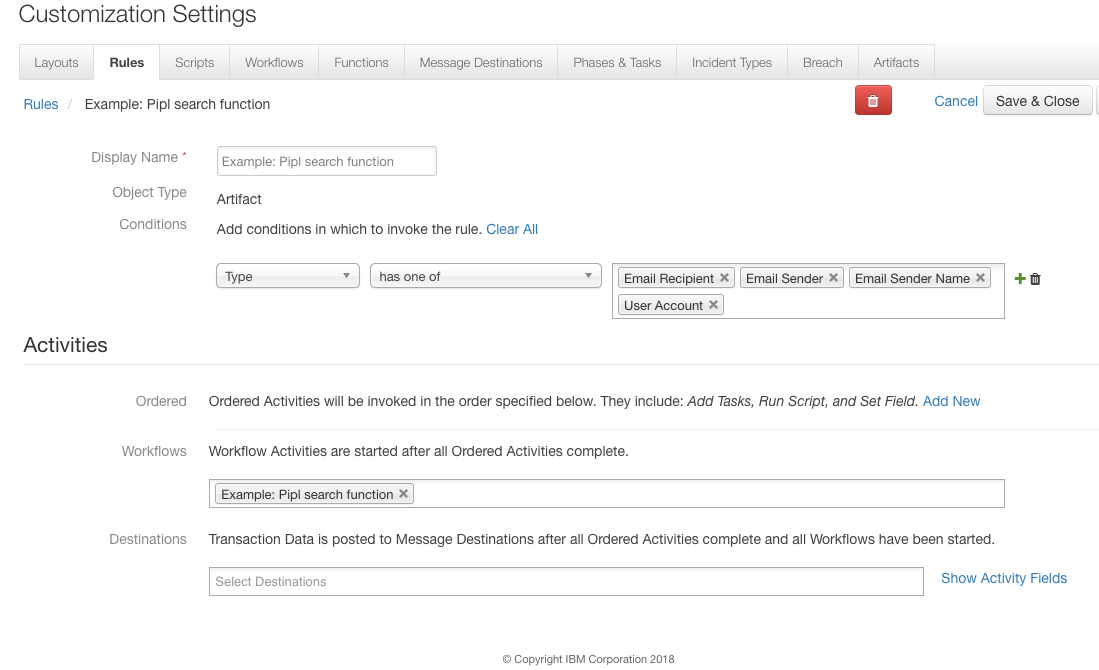 Customization Settings
Layouts Rules Scripts Workflows Functions Message Destinations Phases & Tasks Incident Types Breach Artifacts
Rules / Example: Pipl search function Cancel Save & Close
Display Name * Example: Pipl search function
Object Type Artifact
Conditions Add conditions in which to invoke the rule. Clear All
Type has one of Email Recipient Email Sender Email Sender Name
User Account
Activities
Ordered Ordered Activities will be invoked in the order specified below. They include: Add Tasks, Run Script, and Set Field. Add New
Workflows Workflow Activities are started after all Ordered Activities complete.
Example: Pipl search function
Destinations Transaction Data is posted to Message Destinations after all Ordered Activities complete and all Workflows have been started.
Select Destinations Show Activity Fields
© Copyright IBM Corporation 2018